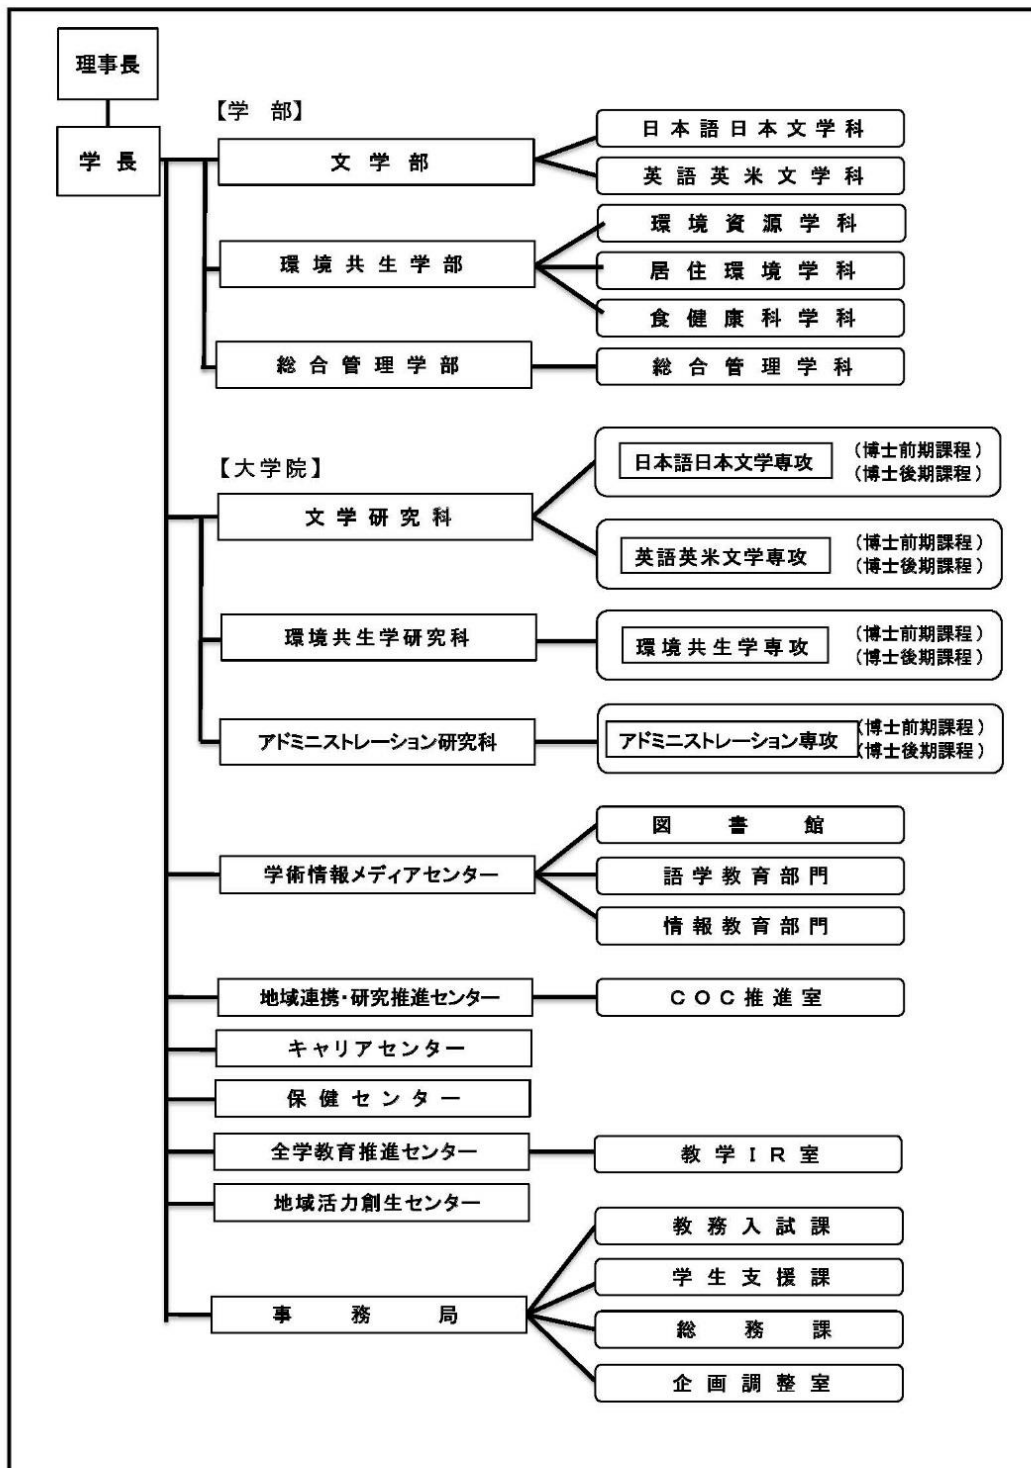 理事長
学長
【学 部】
文学部
日本語日本文学科
英語英米文学科
環境共生学部
環境資源学科
居住環境学科
食健康科学科
総合管理学部
総合管理学科
【大学院】
文学研究科
日本語日本文学専攻
(博士前期課程)
(博士後期課程)
英語英米文学専攻
(博士前期課程)
(博士後期課程)
環境共生学研究科
環境共生学専攻
(博士前期課程)
(博士後期課程)
アドミニストレーション研究科
アドミニストレーション専攻
(博士前期課程)
(博士後期課程)
学術情報メディアセンター
図書館
語学教育部門
情報教育部門
地域連携・研究推進センター
COC推進室
キャリアセンター
保健センター
全学教育推進センター
教学IR室
地域活力創生センター
事務局
教務入試課
学生支援課
総務課
企画調整室